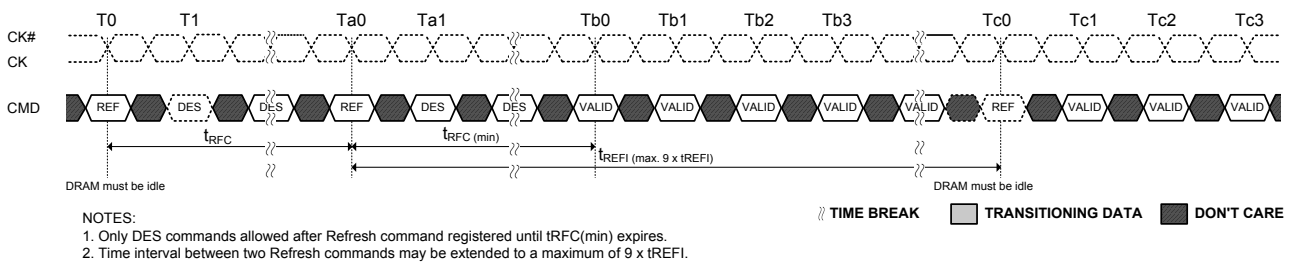 T0 T1 Ta0 Ta1 Tb0 Tb1 Tb2 Tb3 Tc0 Tc1 Tc2 Tc3
CK#
CK
CMD REF DES DES REF DES DES VALID VALID VALID VALID VALID REF VALID VALID VALID
tRFC tRFC (min)
tREFI (max. 9 x tREFI)
DRAM must be idle DRAM must be idle
TIME BREAK TRANSITIONING DATA DON'T CARE
NOTES:
1. Only DES commands allowed after Refresh command registered until tRFC(min) expires.
2. Time interval between two Refresh commands may be extended to a maximum of 9 x tREFI.